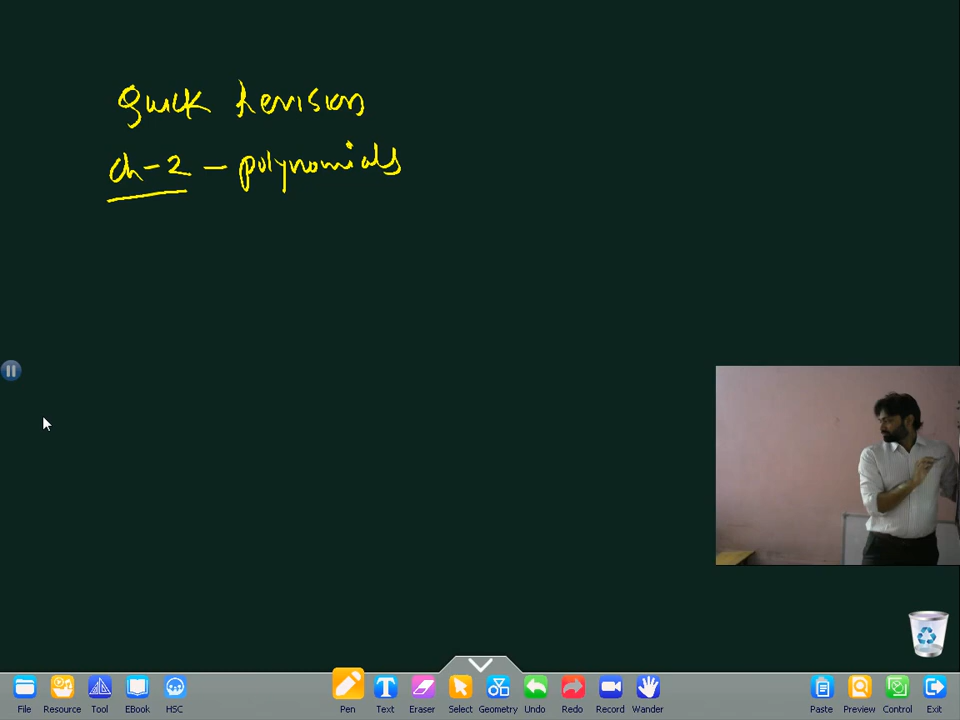 Quick Revision
ch-2 - polynomials
File Resource Tool EBook HSC Pen Text Eraser Select Geometry Undo Redo Record Wander Paste Preview Control Exit